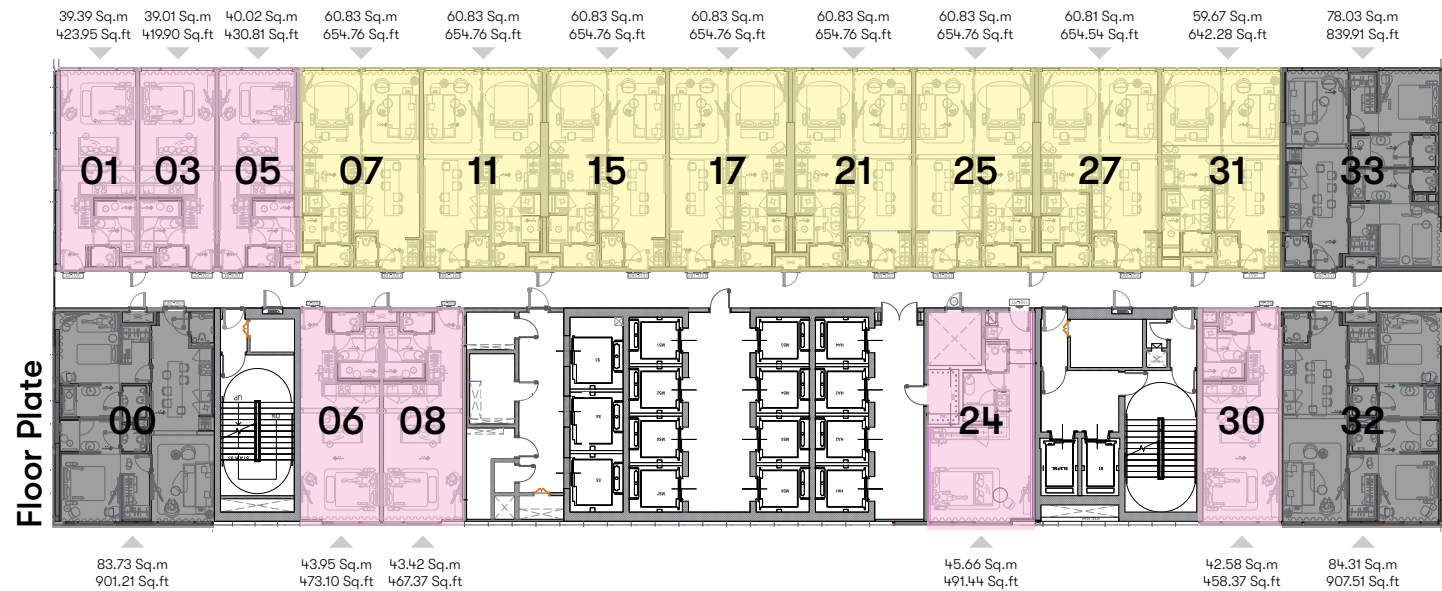 39.39 Sq.m
423.95 Sq.ft
39.01 Sq.m
419.90 Sq.ft
40.02 Sq.m
430.81 Sq.ft
60.83 Sq.m
654.76 Sq.ft
60.83 Sq.m
654.76 Sq.ft
60.83 Sq.m
654.76 Sq.ft
60.83 Sq.m
654.76 Sq.ft
60.83 Sq.m
654.76 Sq.ft
60.83 Sq.m
654.76 Sq.ft
60.81 Sq.m
654.54 Sq.ft
59.67 Sq.m
642.28 Sq.ft
78.03 Sq.m
839.91 Sq.ft
01
03
05
07
11
15
17
21
25
27
31
33
Floor Plate
00
UP
06
08
24
30
32
83.73 Sq.m
901.21 Sq.ft
43.95 Sq.m
473.10 Sq.ft
43.42 Sq.m
467.37 Sq.ft
45.66 Sq.m
491.44 Sq.ft
42.58 Sq.m
458.37 Sq.ft
84.31 Sq.m
907.51 Sq.ft